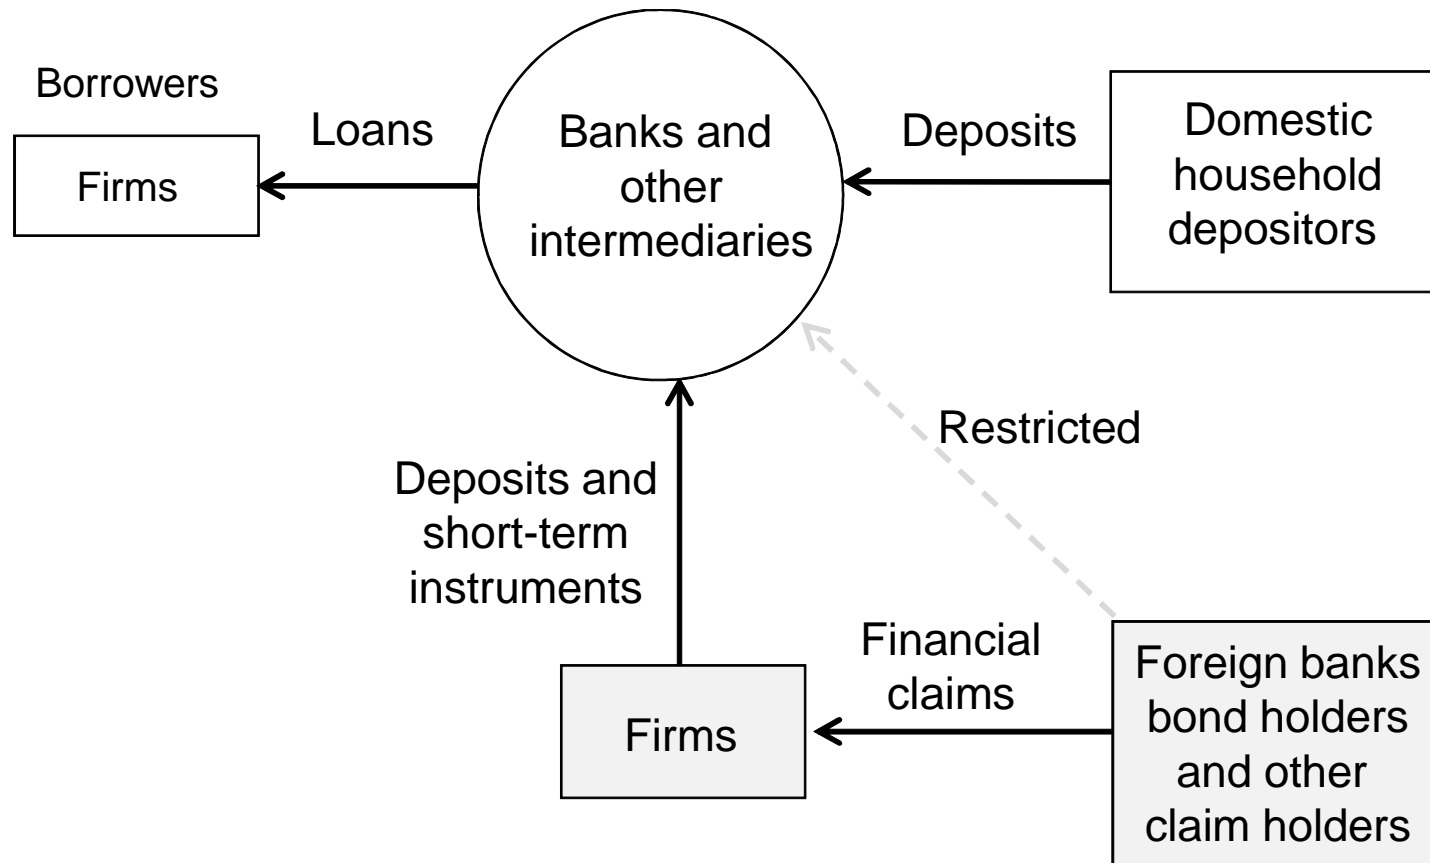 Borrowers
Firms
Loans
Banks and
other
intermediaries
Deposits
Domestic
household
depositors
Restricted
Deposits and
short-term
instruments
Financial
claims
Firms
Foreign banks
bond holders
and other
claim holders